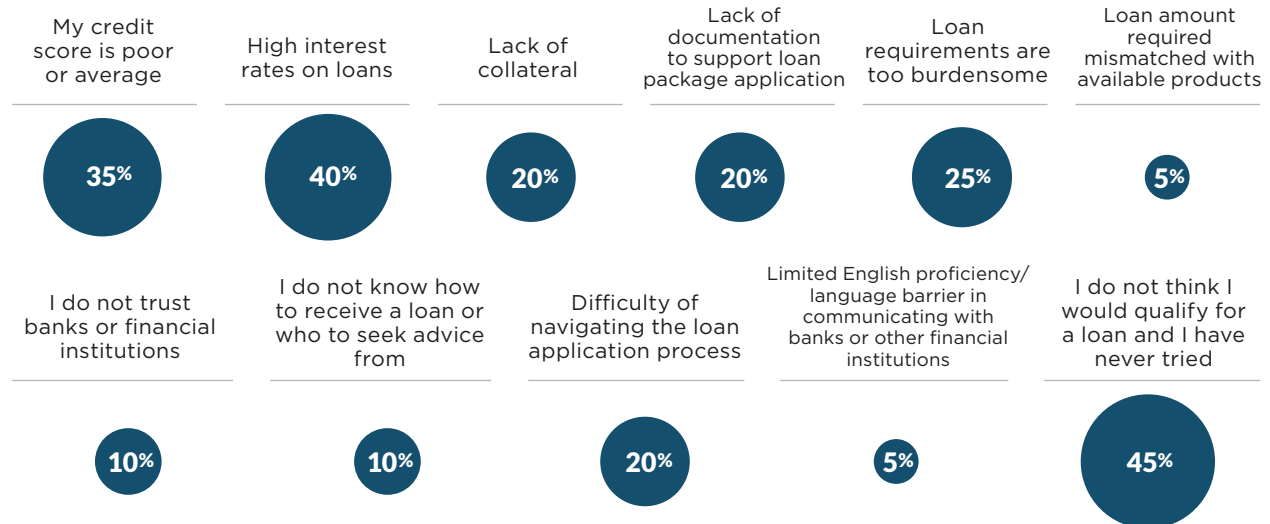 My credit
score is poor
or average
High interest
rates on loans
Lack of
collateral
Lack of
documentation
to support loan
package application
Loan
requirements are
too burdensome
Loan amount
required
mismatched with
available products
35%
40%
20%
20%
25%
5%
I do not trust
banks or financial
institutions
I do not know how
to receive a loan or
who to seek advice
from
Difficulty of
navigating the loan
application process
Limited English proficiency/
language barrier in
communicating with
banks or other financial
institutions
I do not think I
would qualify for
a loan and I have
never tried
10%
10%
20%
5%
45%